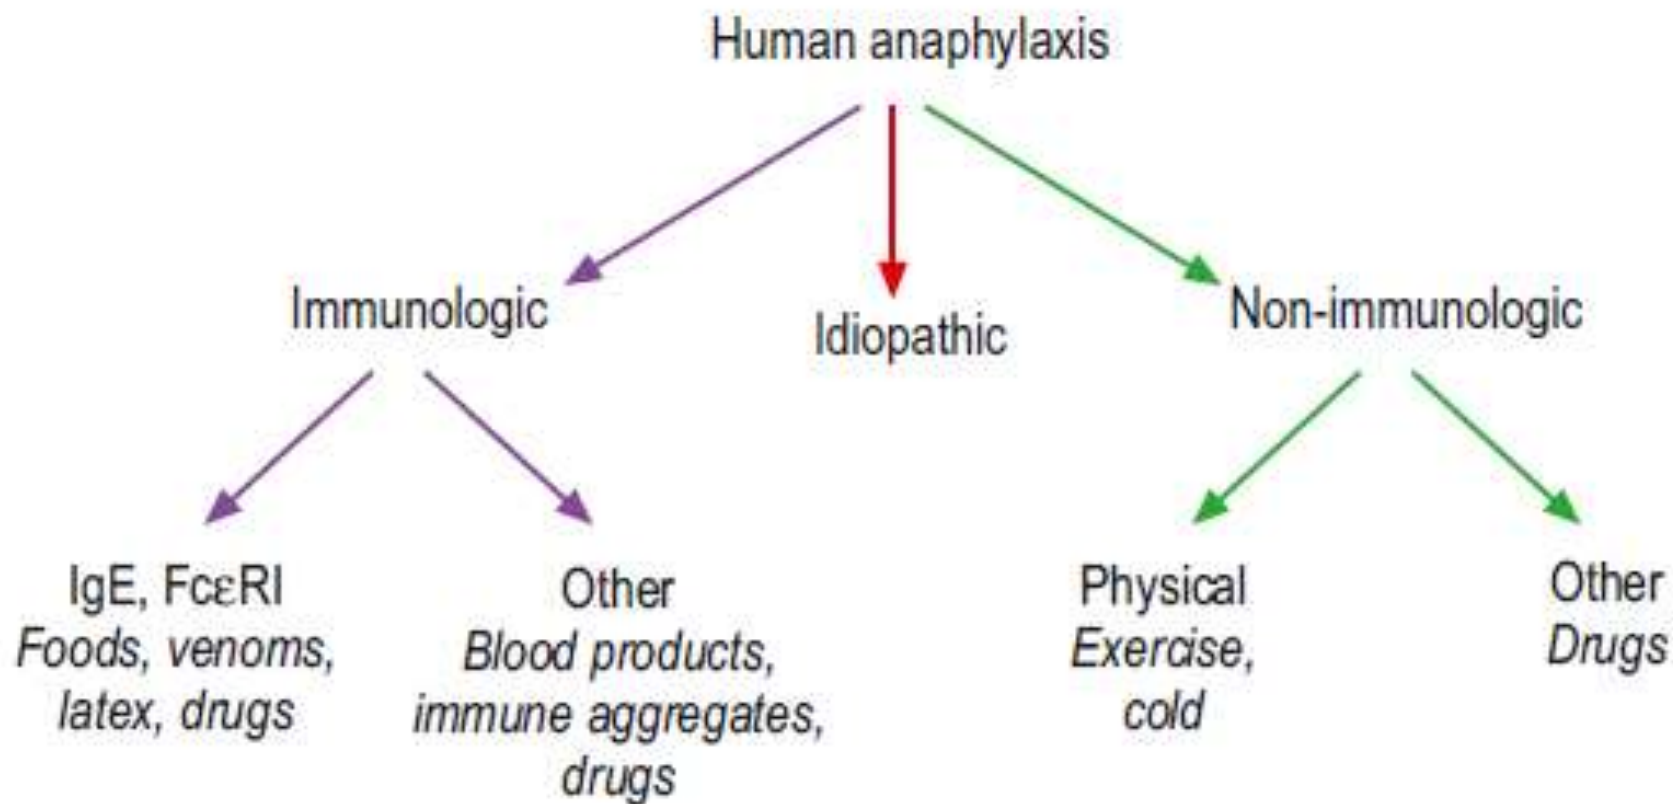 Human anaphylaxis
Immunologic
Idiopathic
Non-immunologic
IgE, FcεRI
Foods, venoms,
latex, drugs
Other
Blood products,
immune aggregates,
drugs
Physical
Exercise,
cold
Other
Drugs